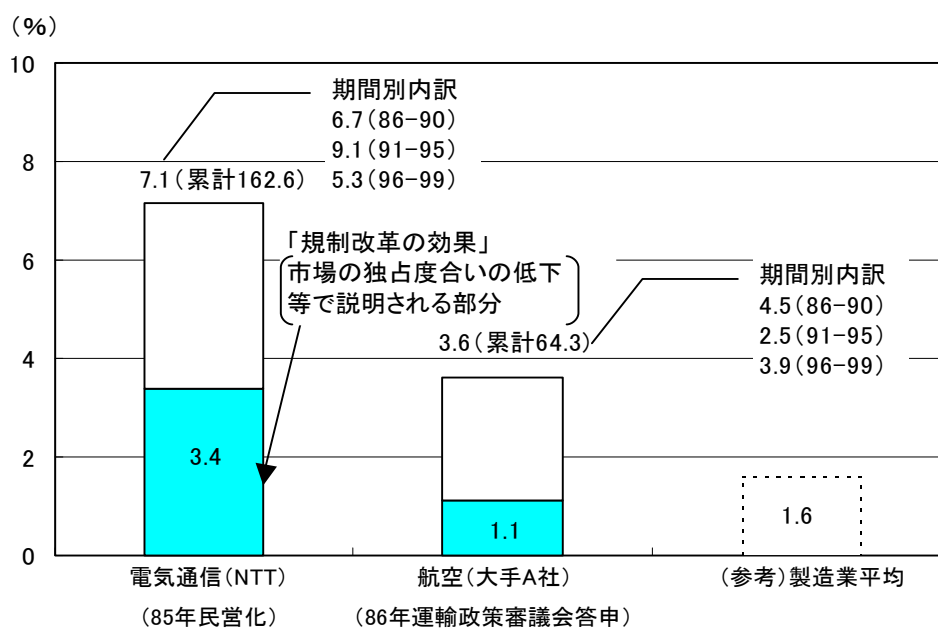 （％）
10
8
6
4
2
0
期間別内訳
6.7（86-90）
9.1（91-95）
5.3（96-99）
7.1（累計162.6）
「規制改革の効果」
市場の独占度合いの低下
等で説明される部分
期間別内訳
4.5（86-90）
2.5（91-95）
3.9（96-99）
3.6（累計64.3）
3.4
1.1
1.6
電気通信（NTT）
（85年民営化）
航空（大手A社）
（86年運輸政策審議会答申）
（参考）製造業平均